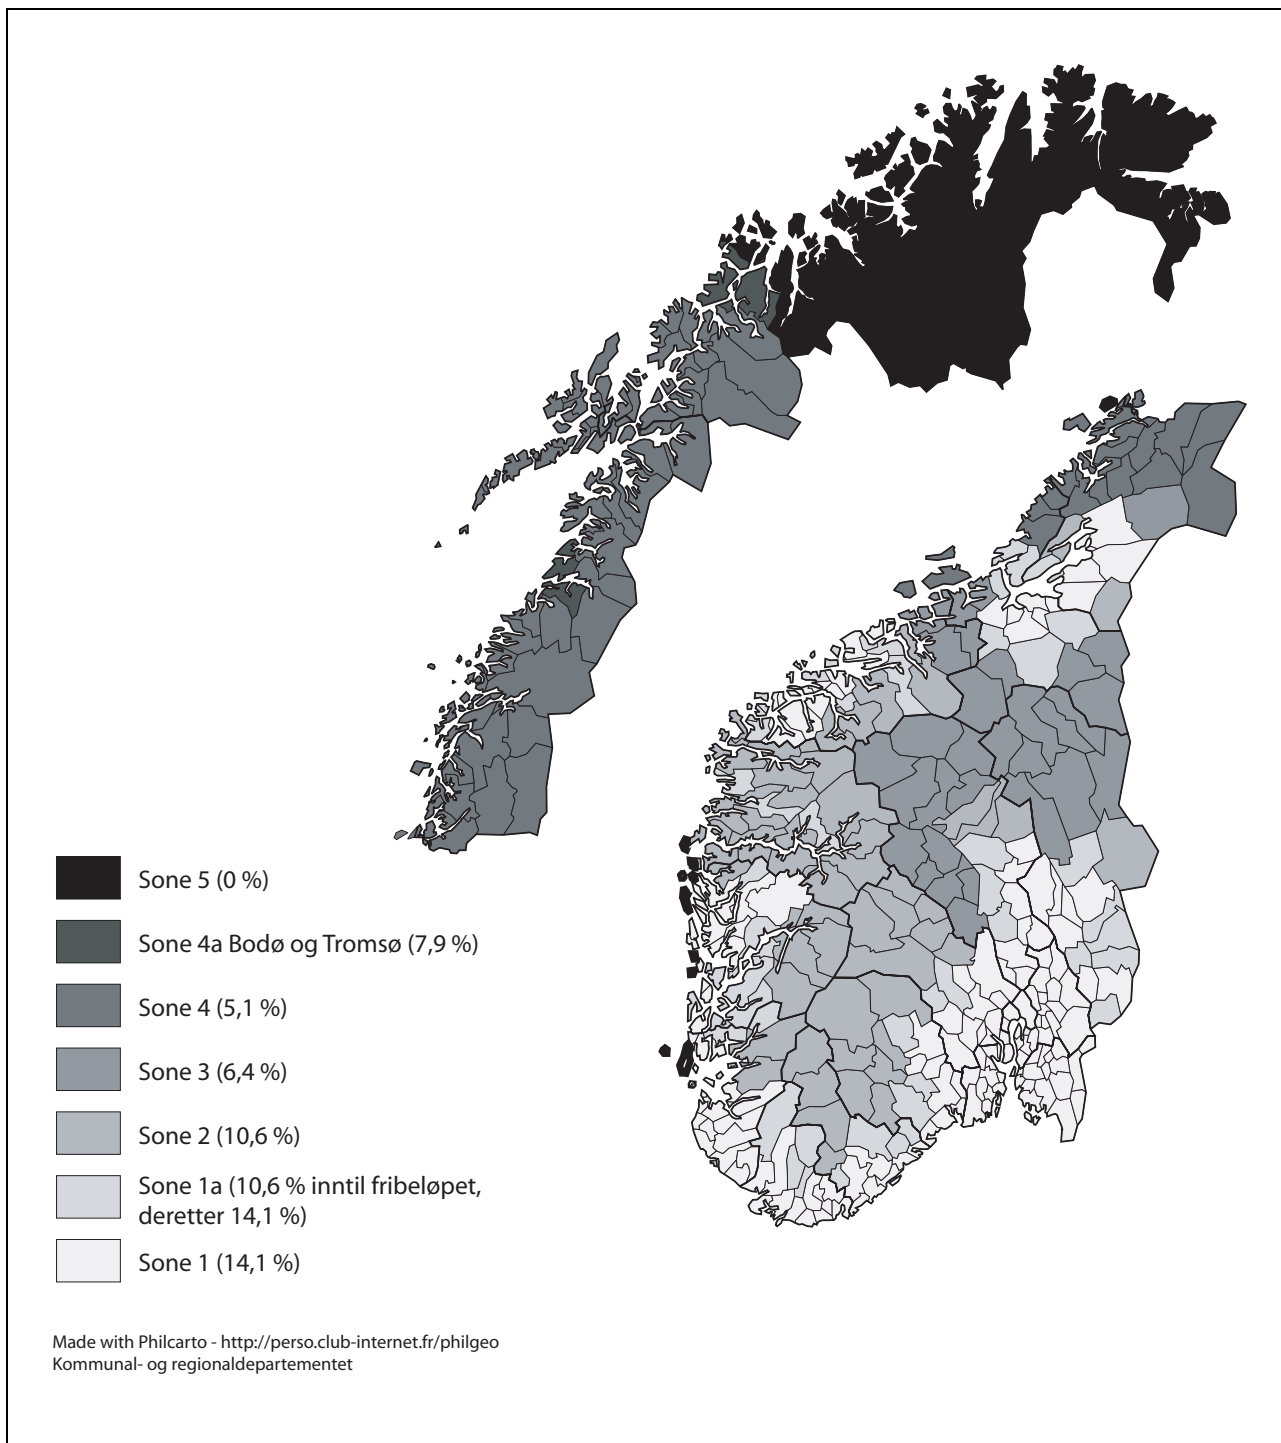 Sone 5 (0 %)
Sone 4a Bodø og Tromsø (7,9 %)
Sone 4 (5,1 %)
Sone 3 (6,4 %)
Sone 2 (10,6 %)
Sone 1a (10,6 % inntil fribeløpet,
deretter 14,1 %)
Sone 1 (14,1 %)
Made with Philcarto - http://perso.club-internet.fr/philgeo
Kommunal- og regionaldepartementet